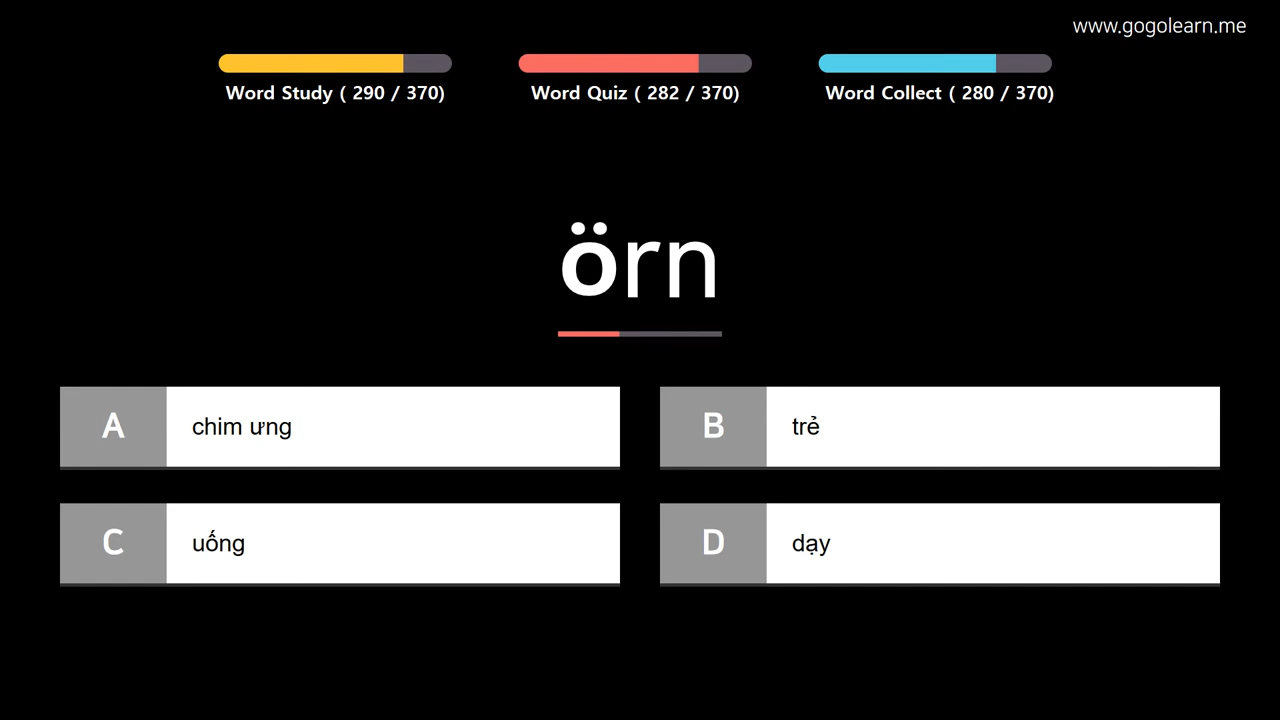 www.gogolearn.me
Word Study ( 290 / 370)
Word Quiz ( 282 / 370)
Word Collect ( 280 / 370)
örn
A chim ưng
B trẻ
C uống
D dạy